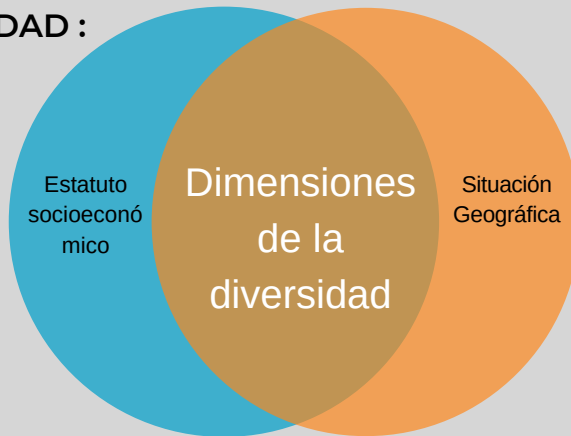 DAD :
Estatuto
socioeconó
mico
Dimensiones
de la
diversidad
Situación
Geográfica